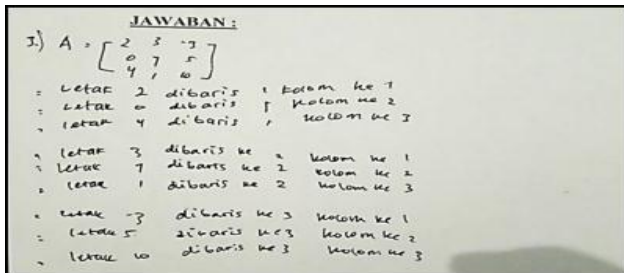 JAWABAN :
3.) A = [ 2 3 -3
0 7 5
4 1 10 ]
= Letak 2 dibaris 1 kolom ke 1
= Letak 0 dibaris 1 kolom ke 2
= letak 4 dibaris 1 kolom ke 3
= letak 3 dibaris ke 2 kolom ke 1
= Letak 7 dibaris ke 2 kolom ke 2
= letak 1 dibaris ke 2 kolom ke 3
= Letak -3 dibaris ke 3 kolom ke 1
= letak 5 dibaris ke 3 kolom ke 2
= letak 10 dibaris ke 3 kolom ke 3